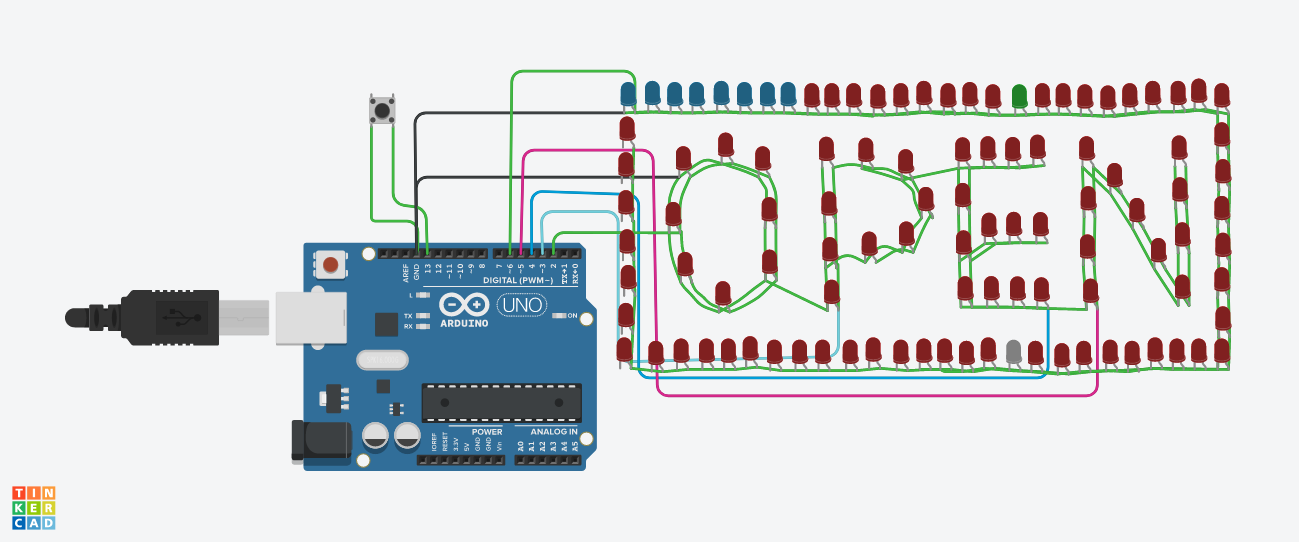 OPEN
AREF
GND
13
12
~11
~10
~9
8
7
~6
~5
4
~3
2
TX→1
RX←0
DIGITAL (PWM~)
L
TX
RX
ARDUINO
UNO
ON
POWER
ANALOG IN
IOREF
RESET
3.3V
5V
GND
GND
Vin
A0
A1
A2
A3
A4
A5
TIN
KER
CAD